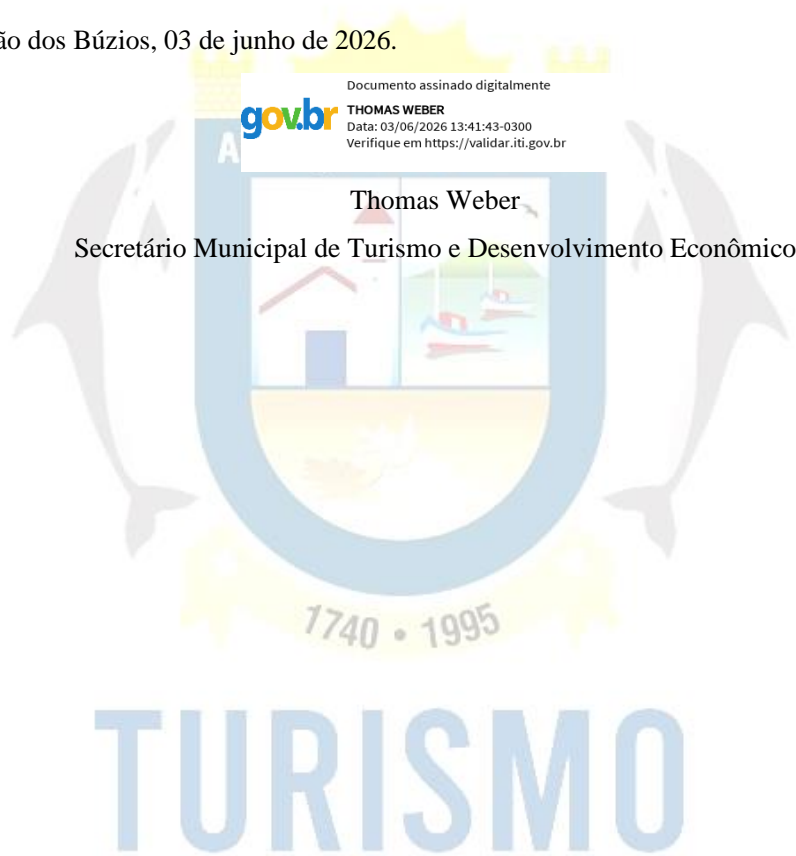 ão dos Búzios, 03 de junho de 2026.
Documento assinado digitalmente
gov.br
THOMAS WEBER
Data: 03/06/2026 13:41:43-0300
Verifique em https://validar.iti.gov.br
A
Thomas Weber
Secretário Municipal de Turismo e Desenvolvimento Econômico
1740 • 1995
TURISMO